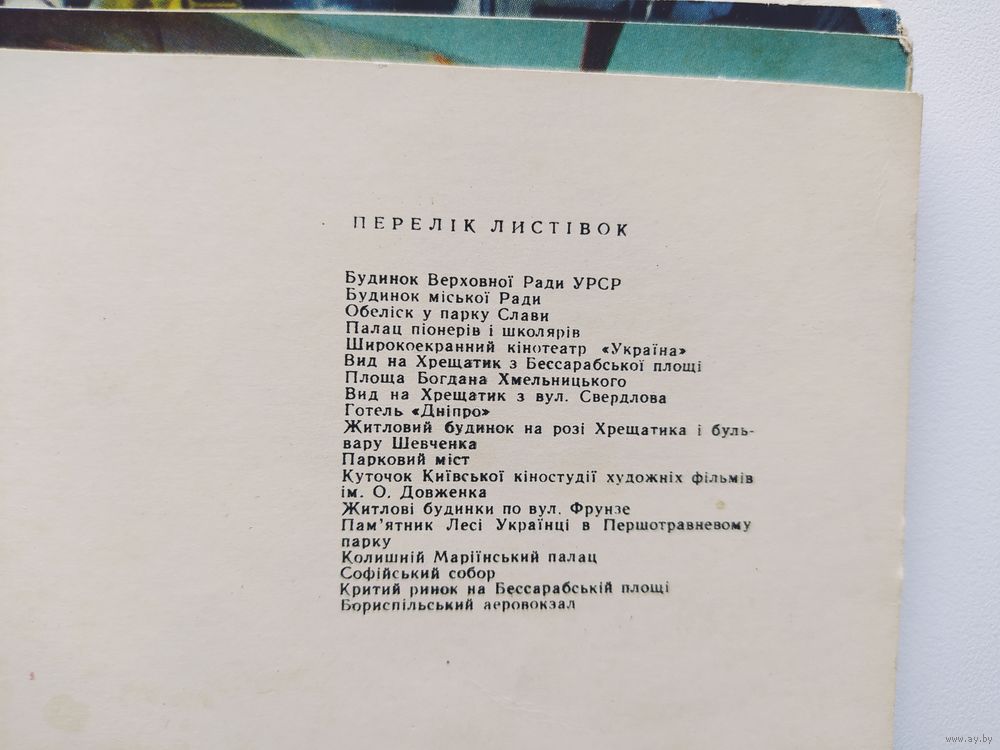 ПЕРЕЛІК ЛИСТІВОК
Будинок Верховної Ради УРСР
Будинок міської Ради
Обеліск у парку Слави
Палац піонерів і школярів
Широкоекранний кінотеатр «Україна»
Вид на Хрещатик з Бессарабської площі
Площа Богдана Хмельницького
Вид на Хрещатик з вул. Свердлова
Готель «Дніпро»
Житловий будинок на розі Хрещатика і буль-
вару Шевченка
Парковий міст
Куточок Київської кіностудії художніх фільмів
ім. О. Довженка
Житлові будинки по вул. Фрунзе
Пам'ятник Лесі Українці в Першотравневому
парку
Колишній Маріїнський палац
Софійський собор
Критий ринок на Бессарабській площі
Бориспільський аеровокзал
www.ay.by